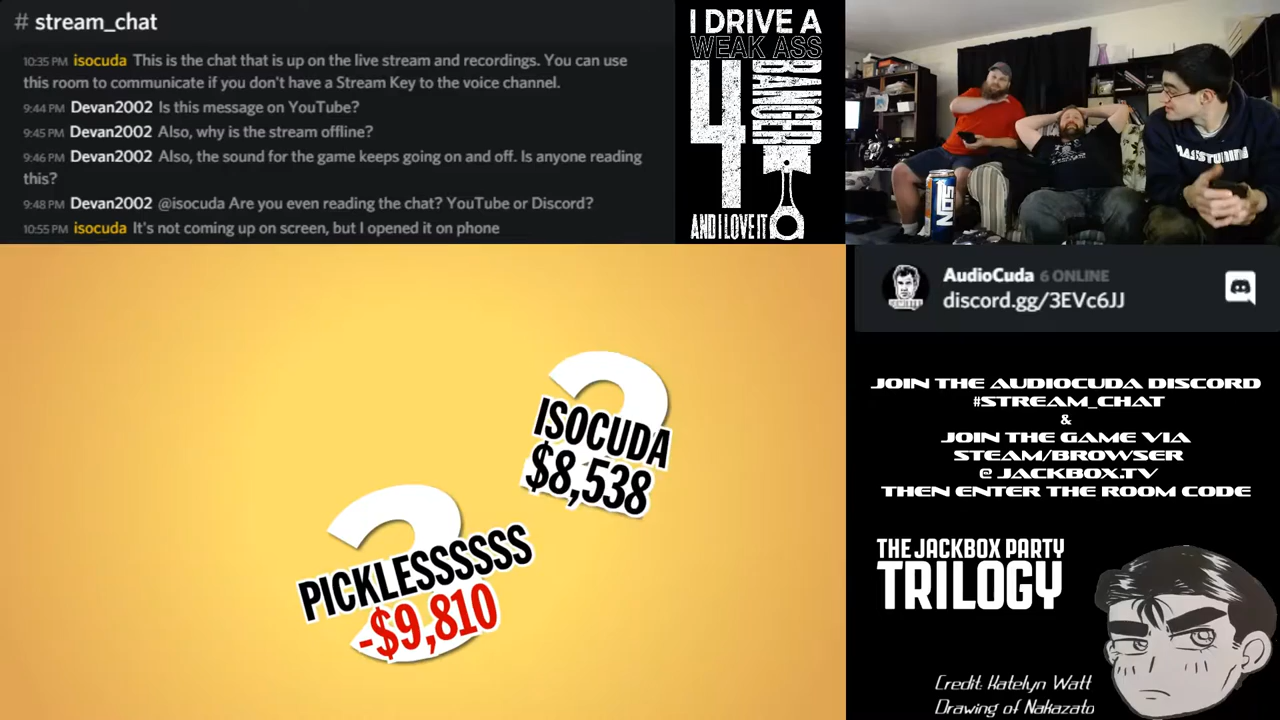 # stream_chat
10:35 PM isocuda This is the chat that is up on the live stream and recordings. You can use
this room to communicate if you don't have a Stream Key to the voice channel.
9:44 PM Devan2002 Is this message on YouTube?
9:45 PM Devan2002 Also, why is the stream offline?
9:46 PM Devan2002 Also, the sound for the game keeps going on and off. Is anyone reading
this?
9:48 PM Devan2002 @isocuda Are you even reading the chat? YouTube or Discord?
10:55 PM isocuda It's not coming up on screen, but I opened it on phone
I DRIVE A
WEAK ASS
4
BANGER
AND I LOVE IT
NOS
ISOCUDA
$8,538
PICKLESSSSSS
-$9,810
AudioCuda 6 ONLINE
discord.gg/3EVc6JJ
JOIN THE AUDIOCUDA DISCORD
#STREAM_CHAT
&
JOIN THE GAME VIA
STEAM/BROWSER
@ JACKBOX.TV
THEN ENTER THE ROOM CODE
THE JACKBOX PARTY
TRILOGY
Credit: Katelyn Watt
Drawing of Nakazato